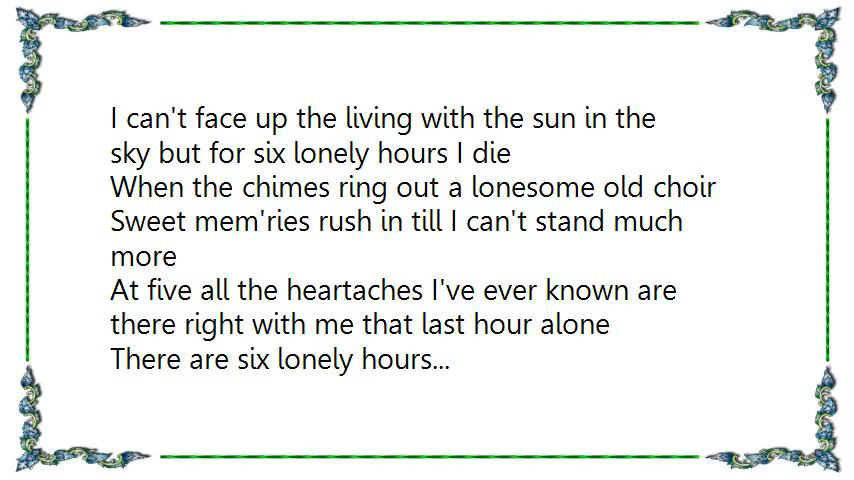 I can't face up the living with the sun in the
sky but for six lonely hours I die
When the chimes ring out a lonesome old choir
Sweet mem'ries rush in till I can't stand much
more
At five all the heartaches I've ever known are
there right with me that last hour alone
There are six lonely hours...